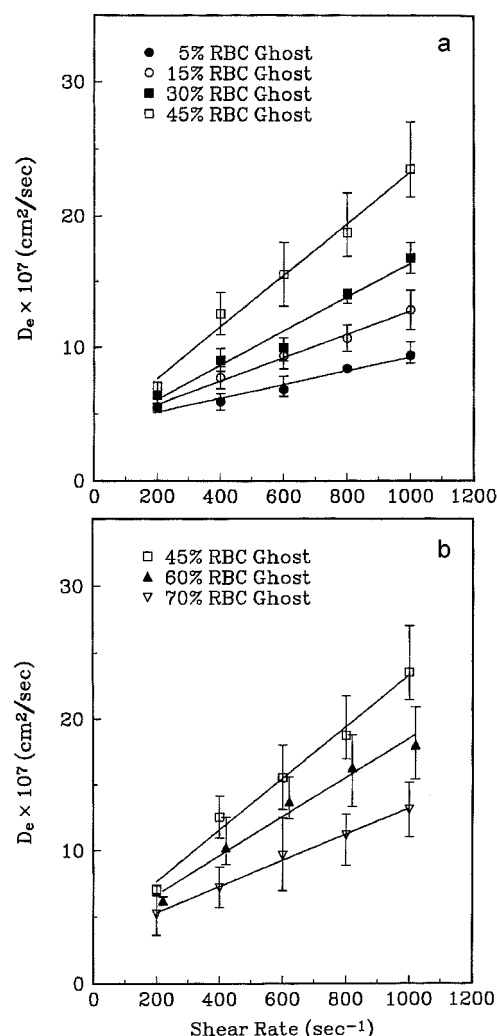 a
5% RBC Ghost
15% RBC Ghost
30% RBC Ghost
45% RBC Ghost
30
20
10
0
Dₑ × 10⁷ (cm²/sec)
0 200 400 600 800 1000 1200
b
45% RBC Ghost
60% RBC Ghost
70% RBC Ghost
30
20
10
0
Dₑ × 10⁷ (cm²/sec)
0 200 400 600 800 1000 1200
Shear Rate (sec⁻¹)